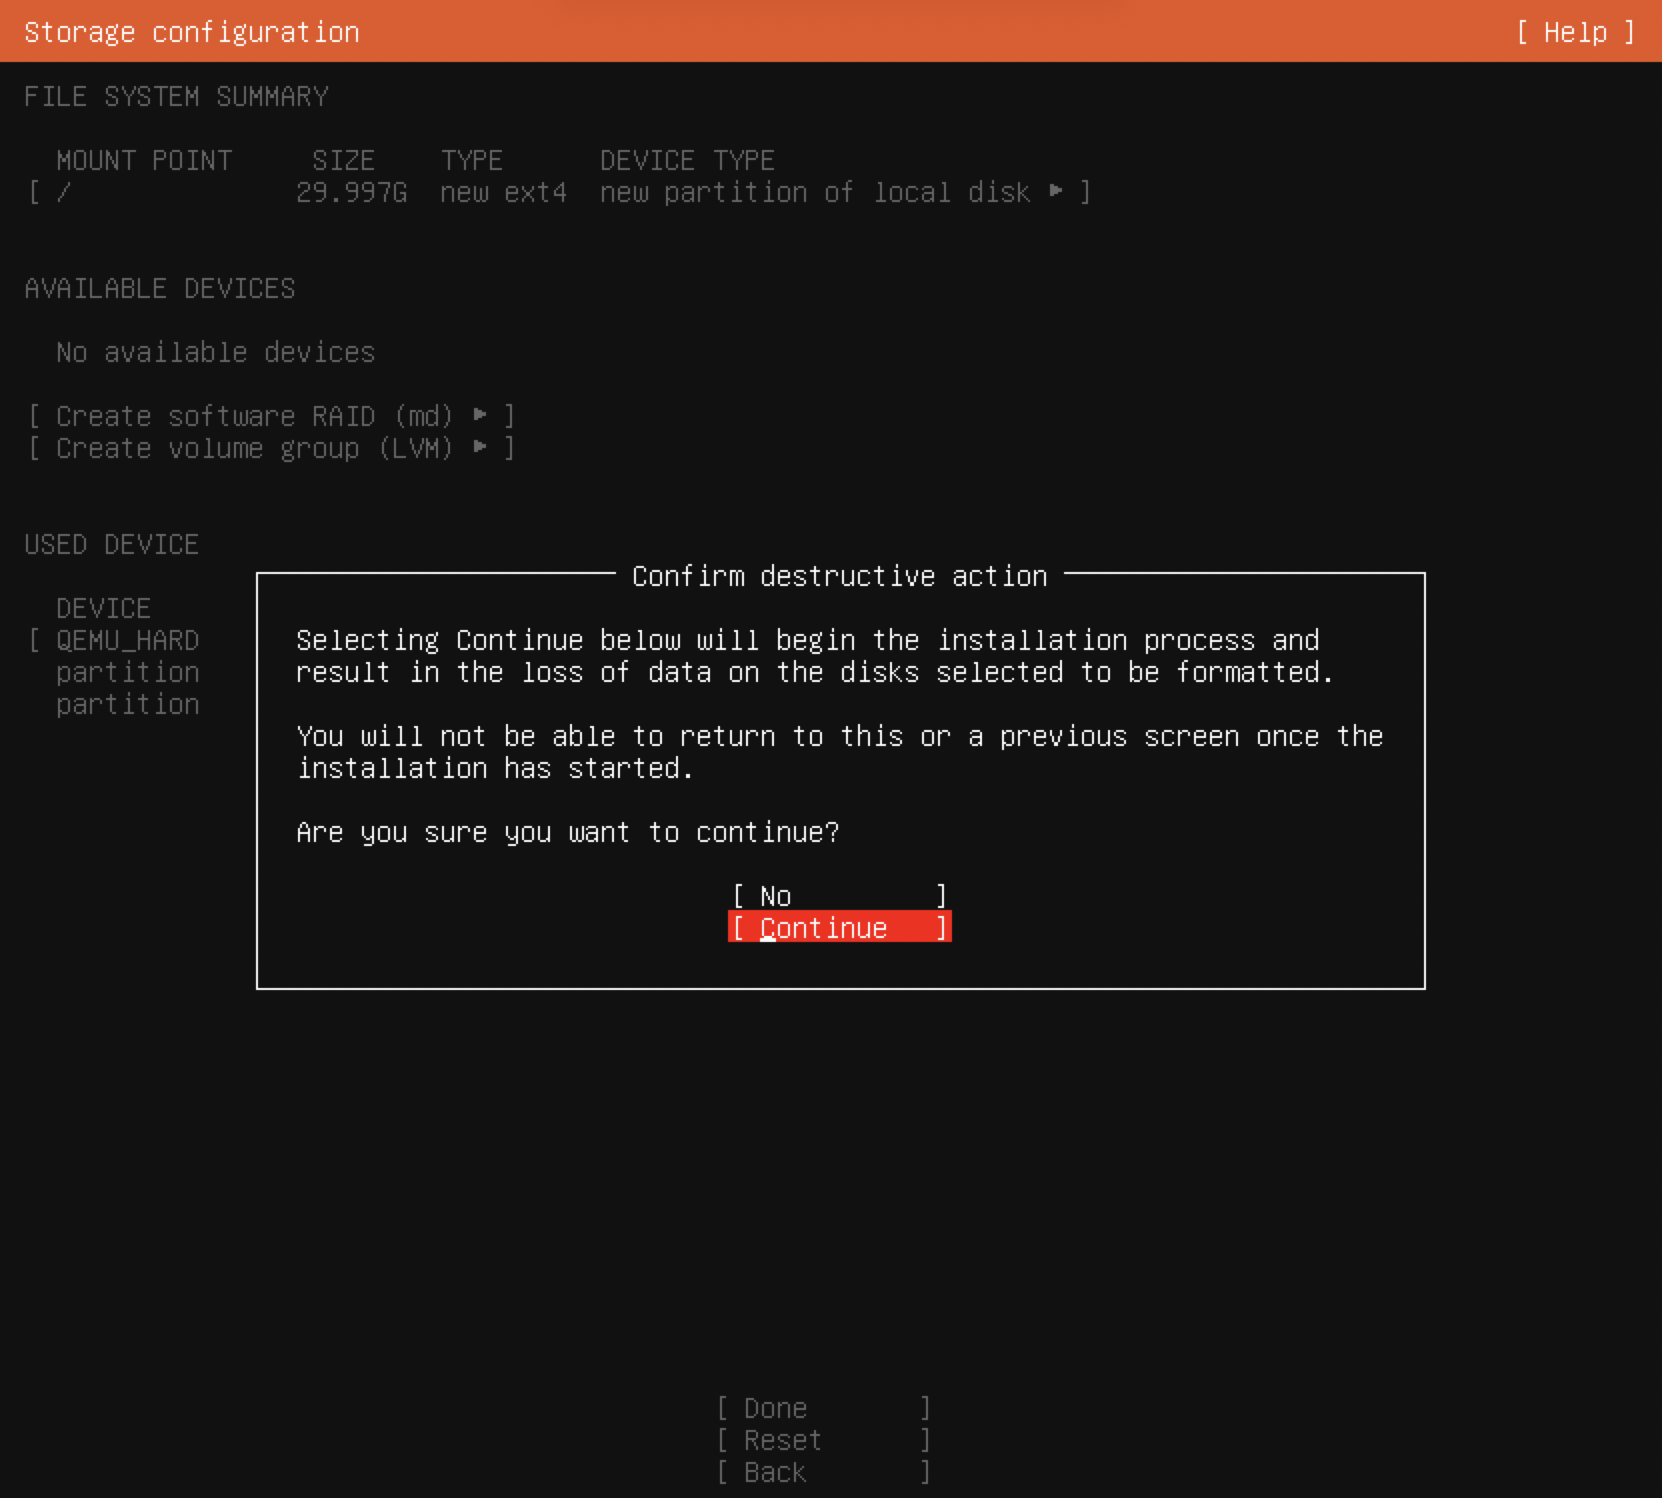 Storage configuration [ Help ]
FILE SYSTEM SUMMARY
MOUNT POINT SIZE TYPE DEVICE TYPE
[ / 29.997G new ext4 new partition of local disk ▸ ]
AVAILABLE DEVICES
No available devices
[ Create software RAID (md) ▸ ]
[ Create volume group (LVM) ▸ ]
USED DEVICE
DEVICE
[ QEMU_HARD
partition
partition
Confirm destructive action
Selecting Continue below will begin the installation process and
result in the loss of data on the disks selected to be formatted.
You will not be able to return to this or a previous screen once the
installation has started.
Are you sure you want to continue?
[ No ]
[ Continue ]
[ Done ]
[ Reset ]
[ Back ]